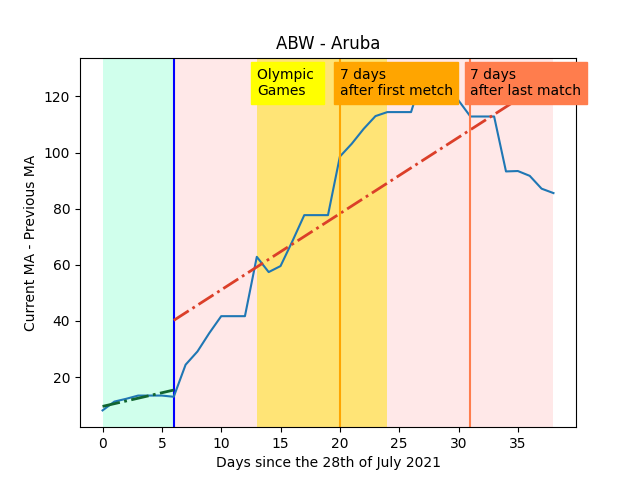 ABW - Aruba
Olympic
Games
7 days
after first metch
7 days
after last match
Current MA - Previous MA
120
100
80
60
40
20
0
5
10
15
20
25
30
35
Days since the 28th of July 2021